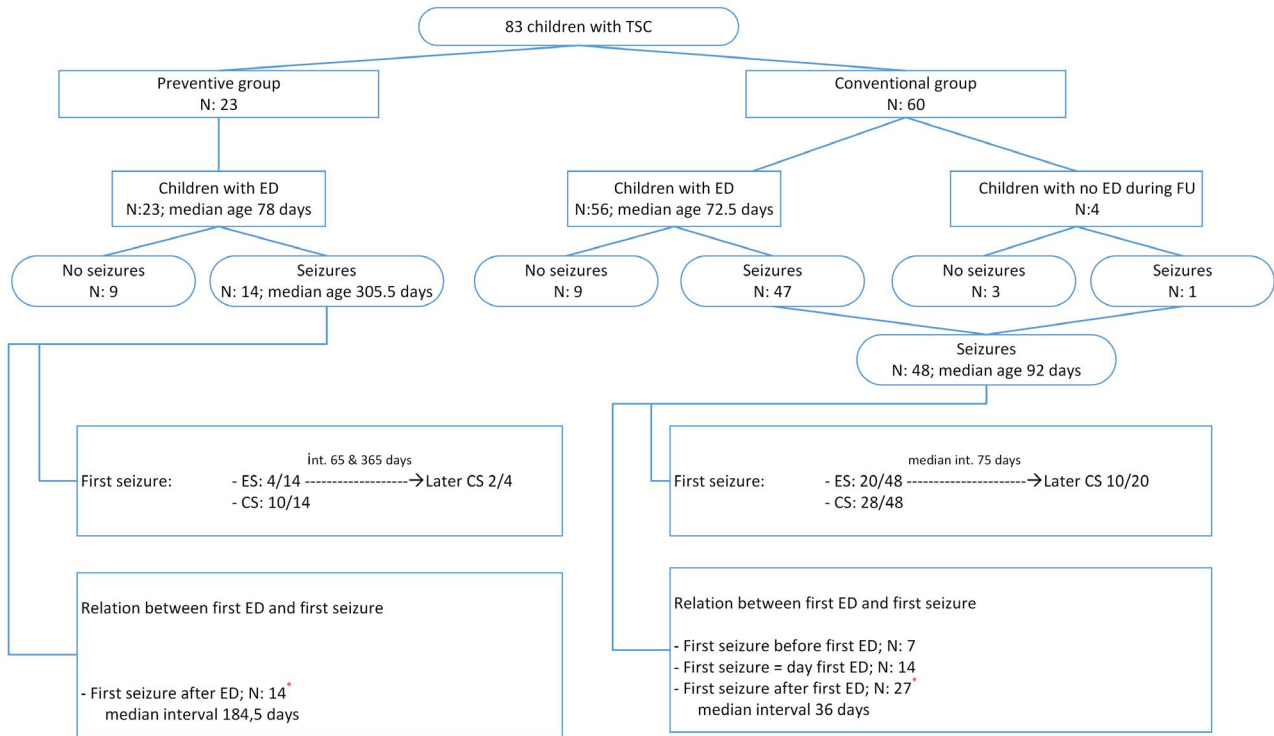 83 children with TSC
Preventive group
N: 23
Conventional group
N: 60
Children with ED
N:23; median age 78 days
Children with ED
N:56; median age 72.5 days
Children with no ED during FU
N:4
No seizures
N: 9
Seizures
N: 14; median age 305.5 days
No seizures
N: 9
Seizures
N: 47
No seizures
N: 3
Seizures
N: 1
Seizures
N: 48; median age 92 days
int. 65 & 365 days
First seizure: - ES: 4/14 -------------------→Later CS 2/4
- CS: 10/14
median int. 75 days
First seizure: - ES: 20/48 -----------------------→Later CS 10/20
- CS: 28/48
Relation between first ED and first seizure
- First seizure after ED; N: 14*
median interval 184,5 days
Relation between first ED and first seizure
- First seizure before first ED; N: 7
- First seizure = day first ED; N: 14
- First seizure after first ED; N: 27*
median interval 36 days